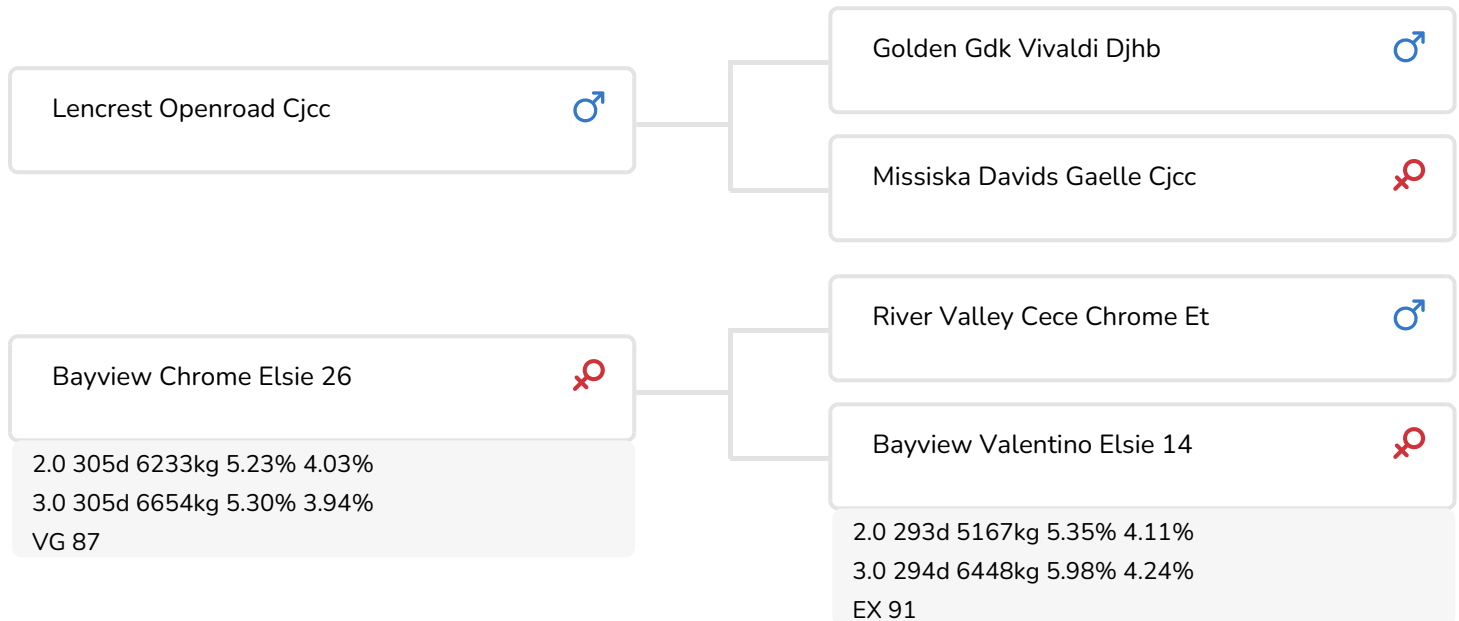 Lencrest Openroad Cjcc
Golden Gdk Vivaldi Djhb
Missiska Davids Gaelle Cjcc
Bayview Chrome Elsie 26
2.0 305d 6233kg 5.23% 4.03%
3.0 305d 6654kg 5.30% 3.94%
VG 87
River Valley Cece Chrome Et
Bayview Valentino Elsie 14
2.0 293d 5167kg 5.35% 4.11%
3.0 294d 6448kg 5.98% 4.24%
EX 91